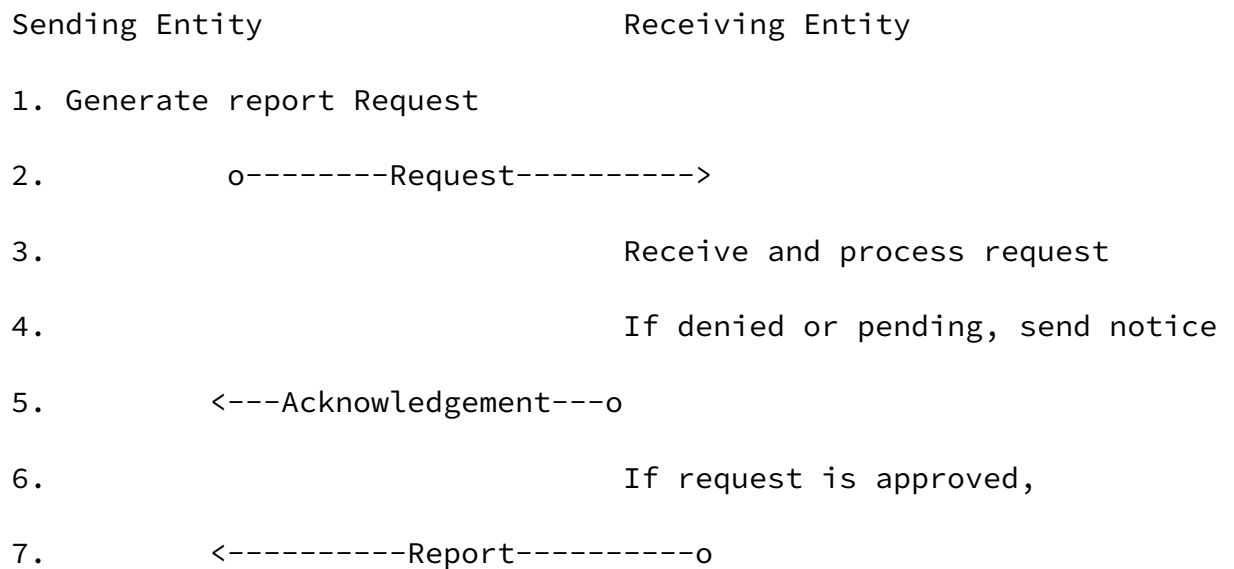 Sending Entity                    Receiving Entity
1. Generate report Request
2.          o--------Request---------->
3.                                Receive and process request
4.                                If denied or pending, send notice
5.         <---Acknowledgement---o
6.                                If request is approved,
7.         <----------Report----------o